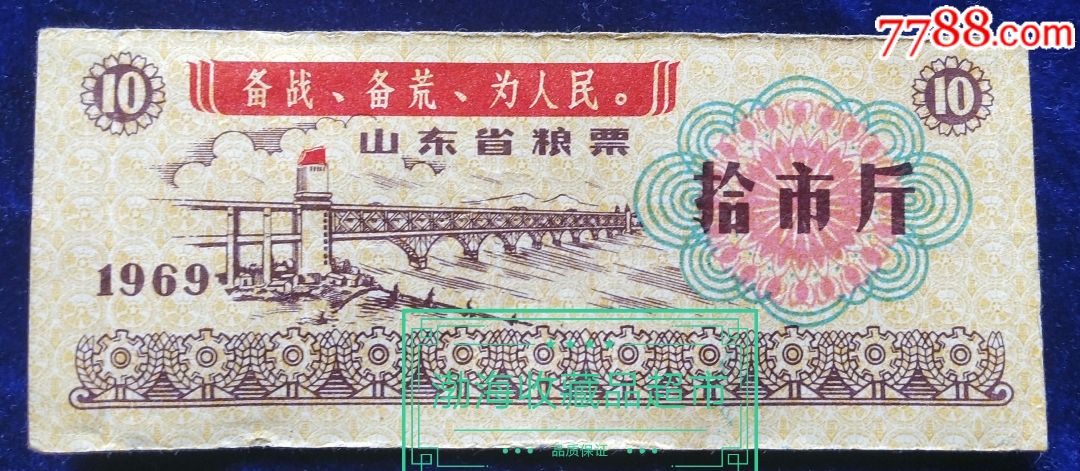 7788.com
10
备战、备荒、为人民。
10
山东省粮票
拾市斤
1969
渤海收藏品超市
品质保证